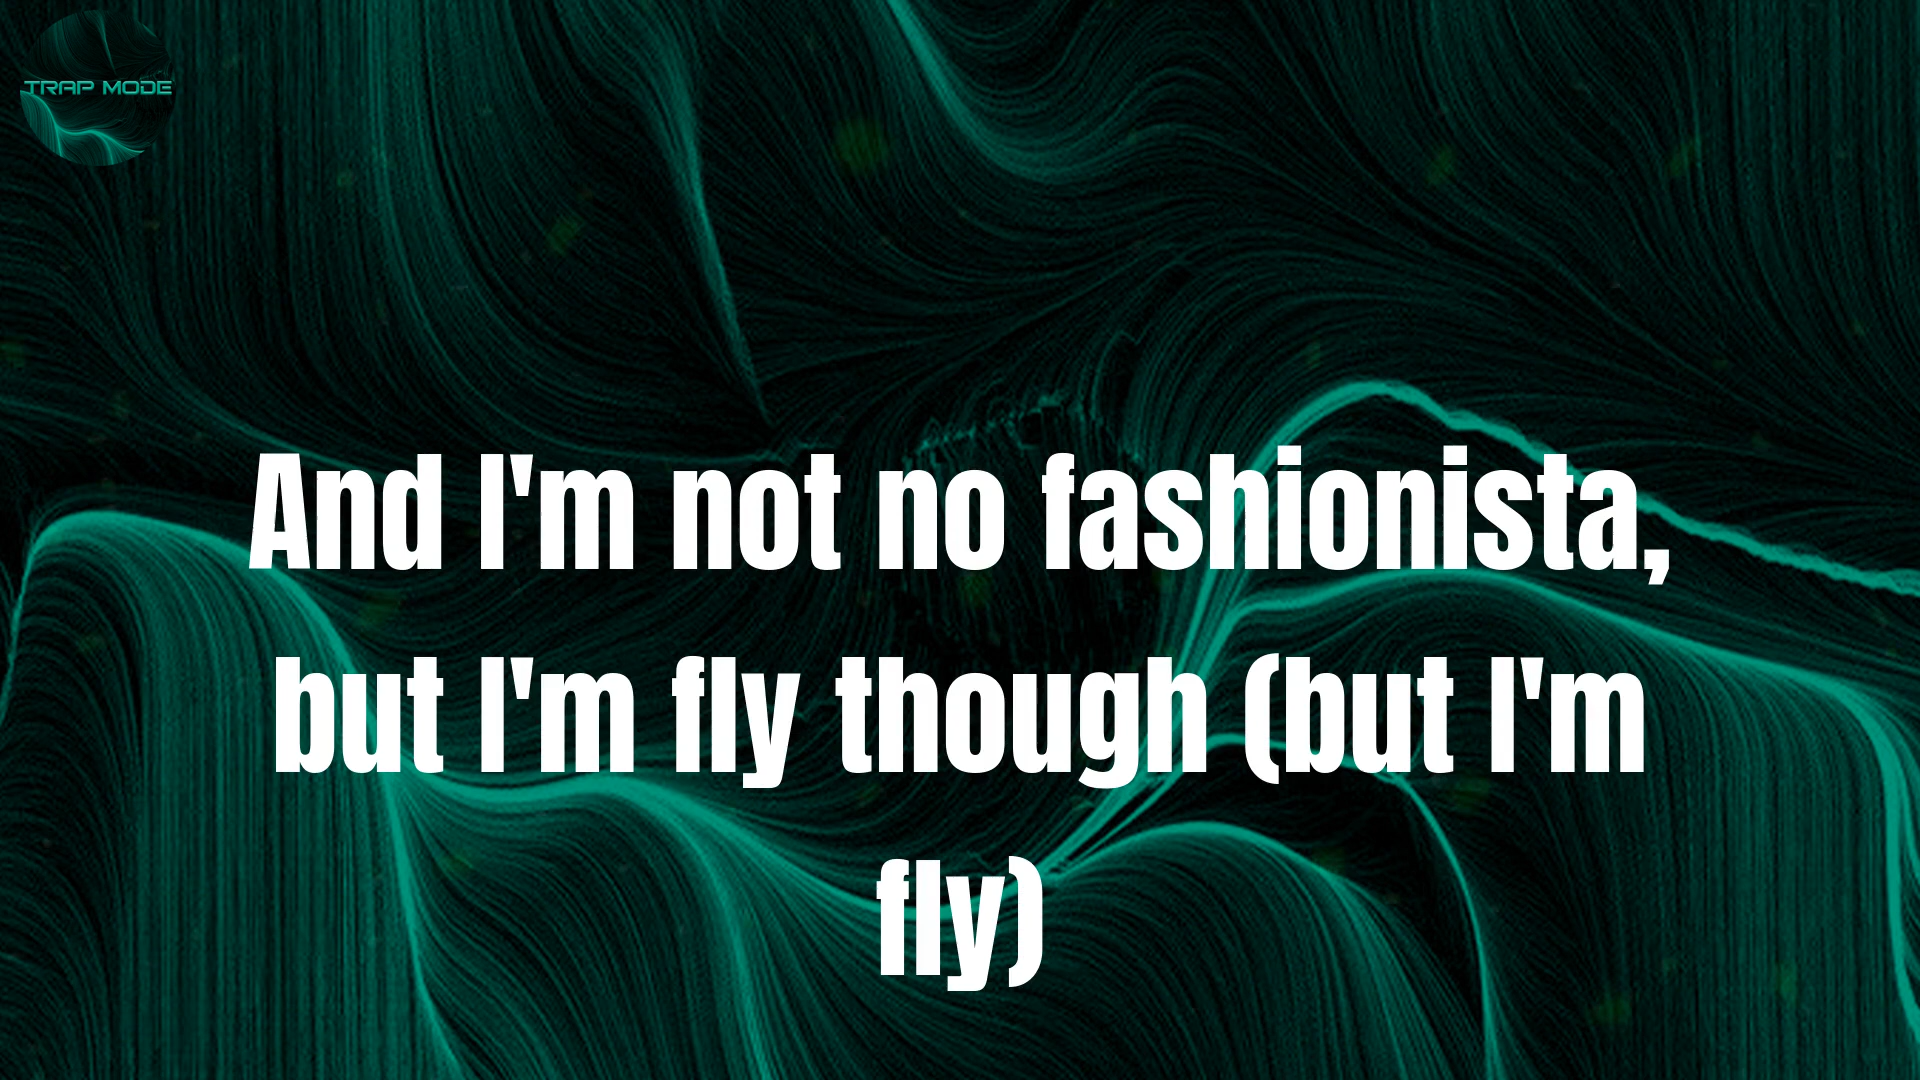 TRAP MODE
And I'm not no fashionista,
but I'm fly though (but I'm
fly)